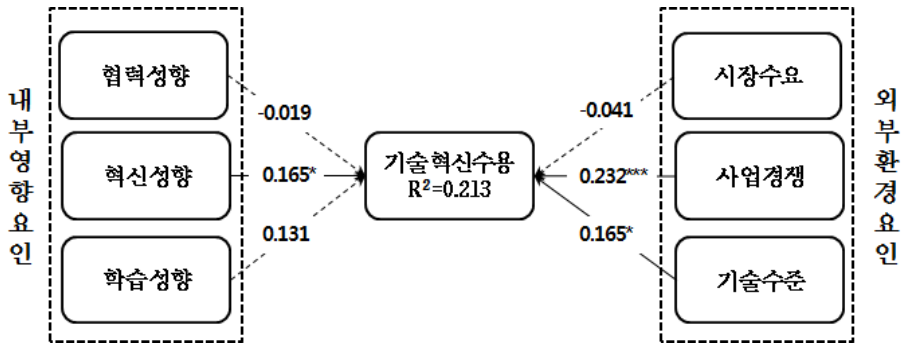 내부영향요인
협력성향
혁신성향
학습성향
-0.019
0.165*
0.131
기술혁신수용
R²=0.213
-0.041
0.232***
0.165*
시장수요
사업경쟁
기술수준
외부환경요인